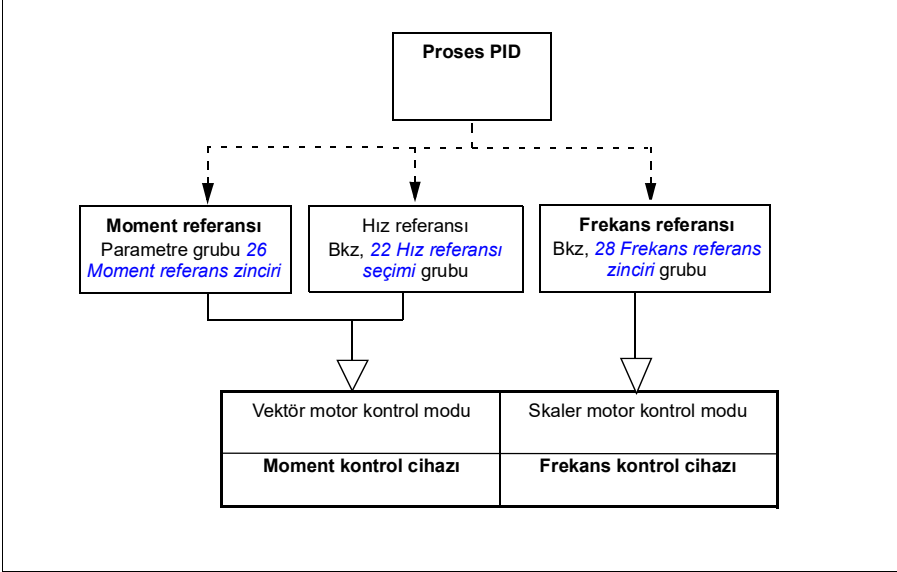 Proses PID
Moment referansı
Parametre grubu 26
Moment referans zinciri
Hız referansı
Bkz, 22 Hız referansı
seçimi grubu
Frekans referansı
Bkz, 28 Frekans referans
zinciri grubu
Vektör motor kontrol modu
Skaler motor kontrol modu
Moment kontrol cihazı
Frekans kontrol cihazı